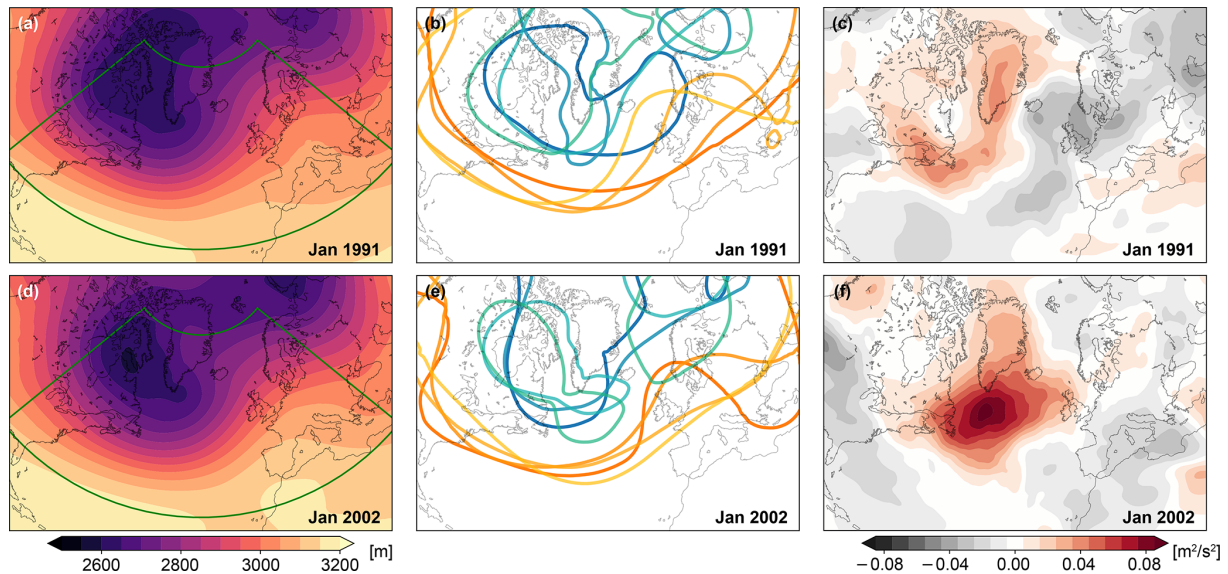 (a)
(b)
(c)
Jan 1991
Jan 1991
Jan 1991
(d)
(e)
(f)
Jan 2002
Jan 2002
Jan 2002
2600 2800 3000 3200 [m]
−0.08 −0.04 0.00 0.04 0.08 [m²/s²]